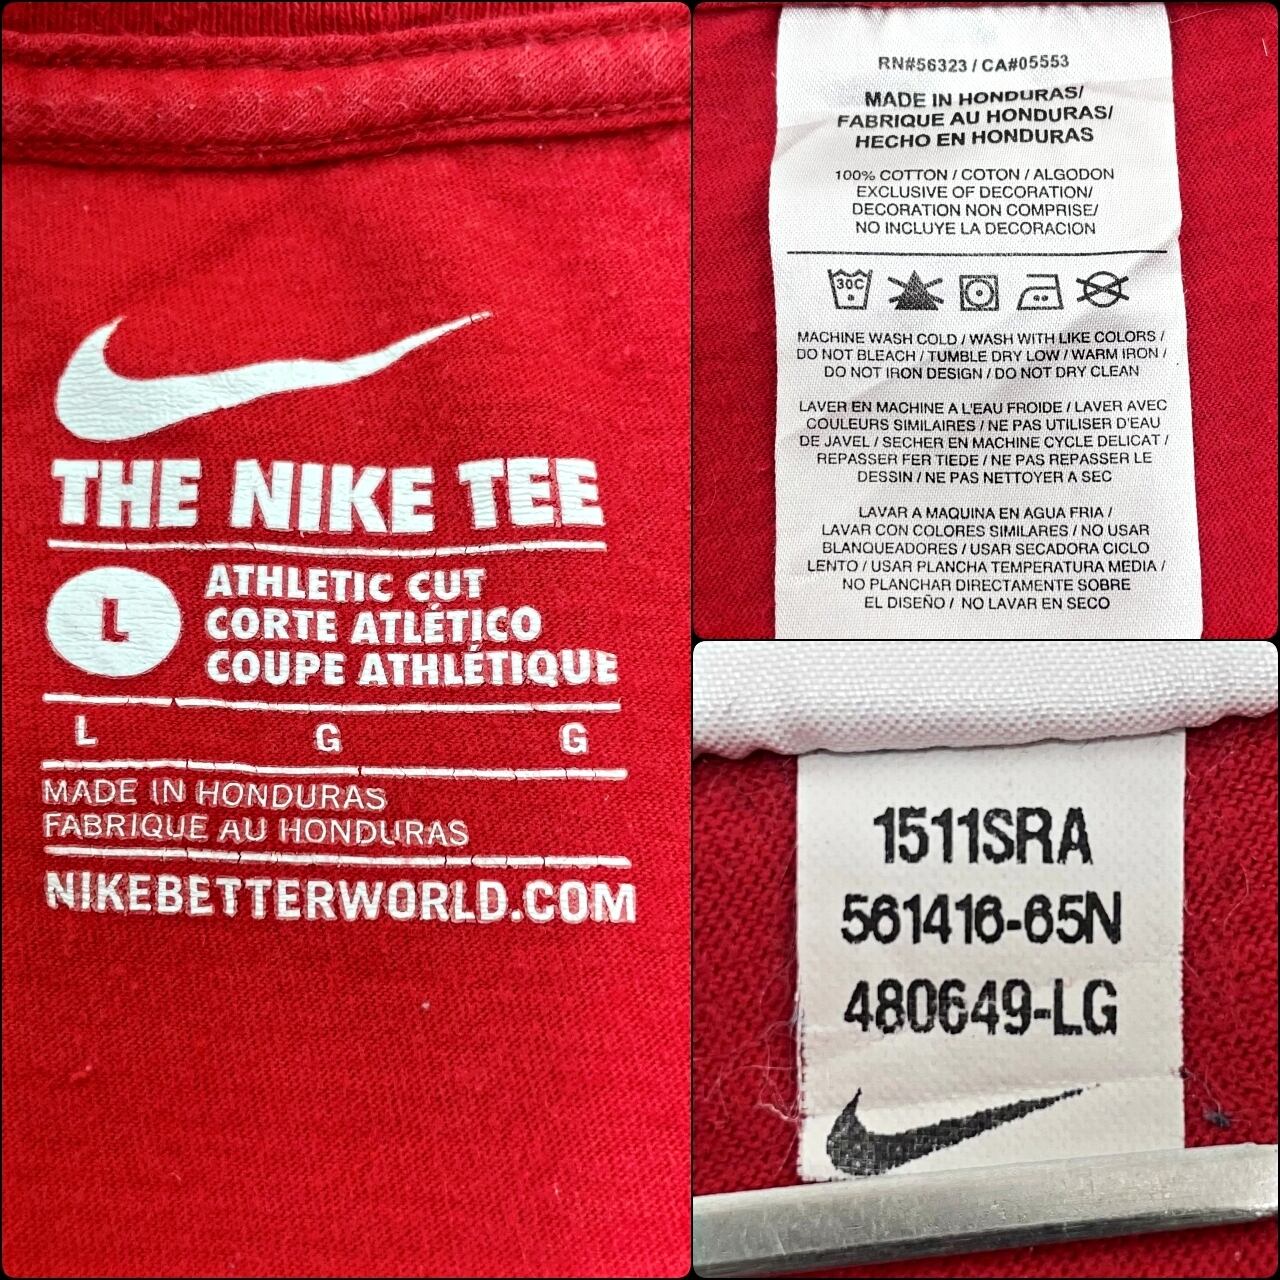 THE NIKE TEE
L
ATHLETIC CUT
CORTE ATLÉTICO
COUPE ATHLÉTIQUE
L G G
MADE IN HONDURAS
FABRIQUE AU HONDURAS
NIKEBETTERWORLD.COM
RN#56323 / CA#05553
MADE IN HONDURAS/
FABRIQUE AU HONDURAS/
HECHO EN HONDURAS
100% COTTON / COTON / ALGODON
EXCLUSIVE OF DECORATION/
DECORATION NON COMPRISE/
NO INCLUYE LA DECORACION
30C
MACHINE WASH COLD / WASH WITH LIKE COLORS /
DO NOT BLEACH / TUMBLE DRY LOW / WARM IRON /
DO NOT IRON DESIGN / DO NOT DRY CLEAN
LAVER EN MACHINE A L'EAU FROIDE / LAVER AVEC
COULEURS SIMILAIRES / NE PAS UTILISER D'EAU
DE JAVEL / SECHER EN MACHINE CYCLE DELICAT /
REPASSER FER TIEDE / NE PAS REPASSER LE
DESSIN / NE PAS NETTOYER A SEC
LAVAR A MAQUINA EN AGUA FRIA /
LAVAR CON COLORES SIMILARES / NO USAR
BLANQUEADORES / USAR SECADORA CICLO
LENTO / USAR PLANCHA TEMPERATURA MEDIA /
NO PLANCHAR DIRECTAMENTE SOBRE
EL DISEÑO / NO LAVAR EN SECO
1511SRA
561416-65N
480649-LG